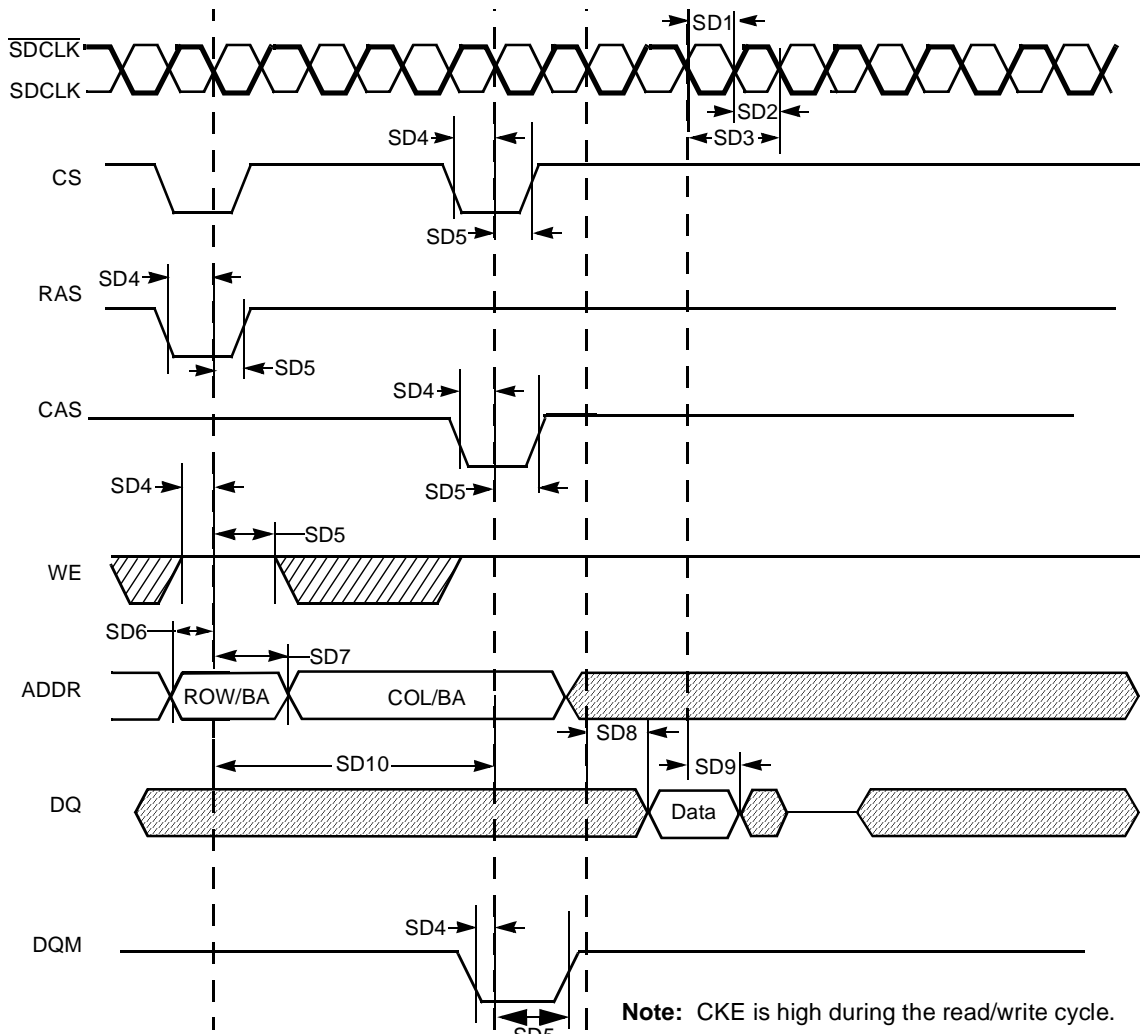 SD1
SDCLK
SDCLK
SD2
SD4
SD3
CS
SD5
SD4
RAS
SD5
SD4
CAS
SD4
SD5
SD5
WE
SD6
SD7
ADDR
ROW/BA
COL/BA
SD8
SD10
SD9
DQ
Data
SD4
DQM
Note: CKE is high during the read/write cycle.
SD5